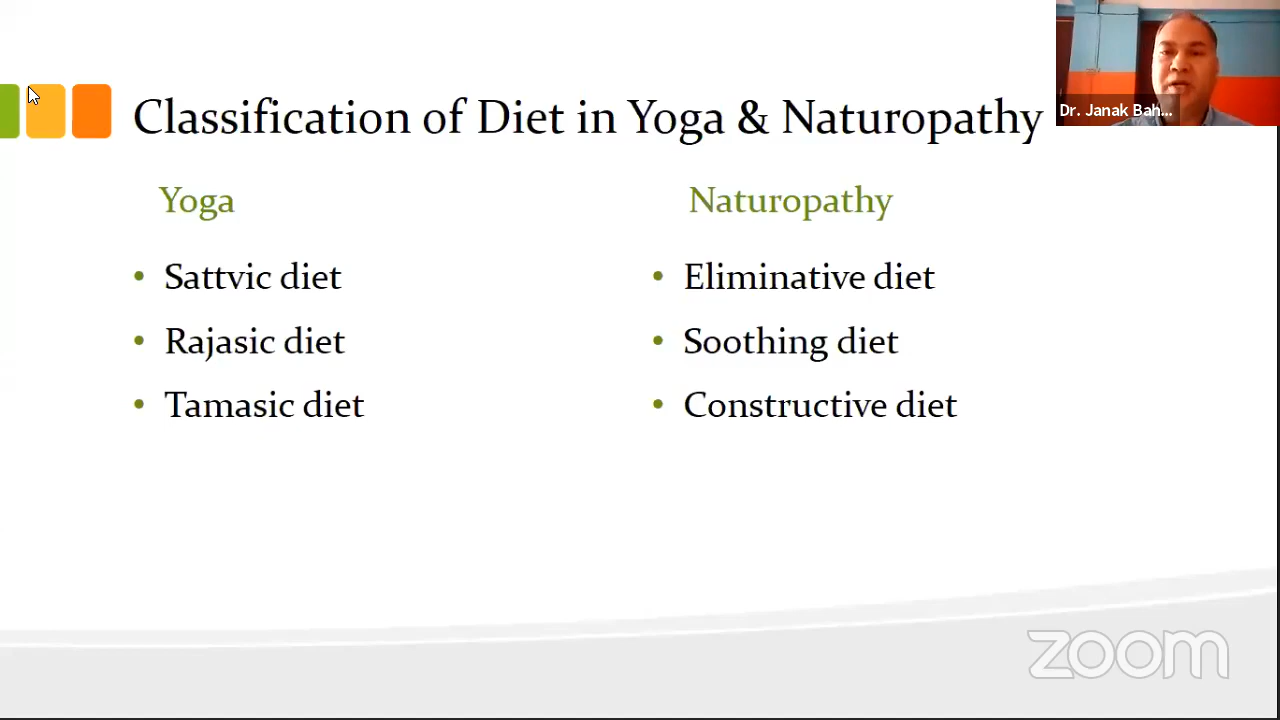 Dr. Janak Bah...
Classification of Diet in Yoga & Naturopathy
Yoga
• Sattvic diet
• Rajasic diet
• Tamasic diet
Naturopathy
• Eliminative diet
• Soothing diet
• Constructive diet
zoom